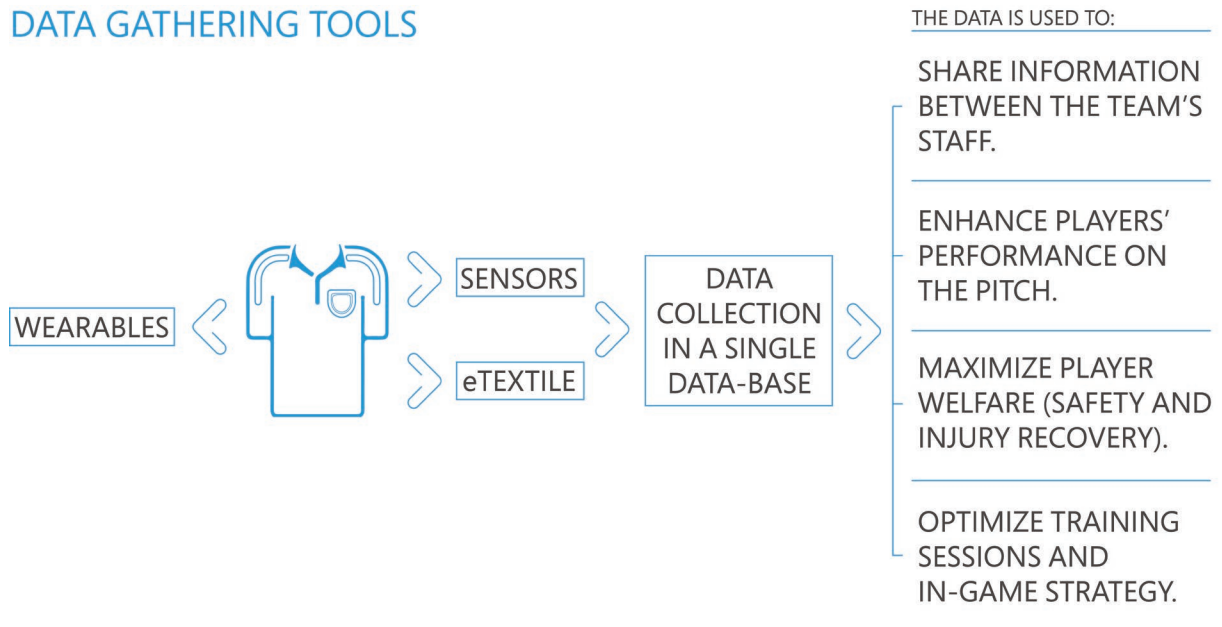 DATA GATHERING TOOLS
WEARABLES
SENSORS
eTEXTILE
DATA
COLLECTION
IN A SINGLE
DATA-BASE
THE DATA IS USED TO:
SHARE INFORMATION
BETWEEN THE TEAM’S
STAFF.
ENHANCE PLAYERS’
PERFORMANCE ON
THE PITCH.
MAXIMIZE PLAYER
WELFARE (SAFETY AND
INJURY RECOVERY).
OPTIMIZE TRAINING
SESSIONS AND
IN-GAME STRATEGY.